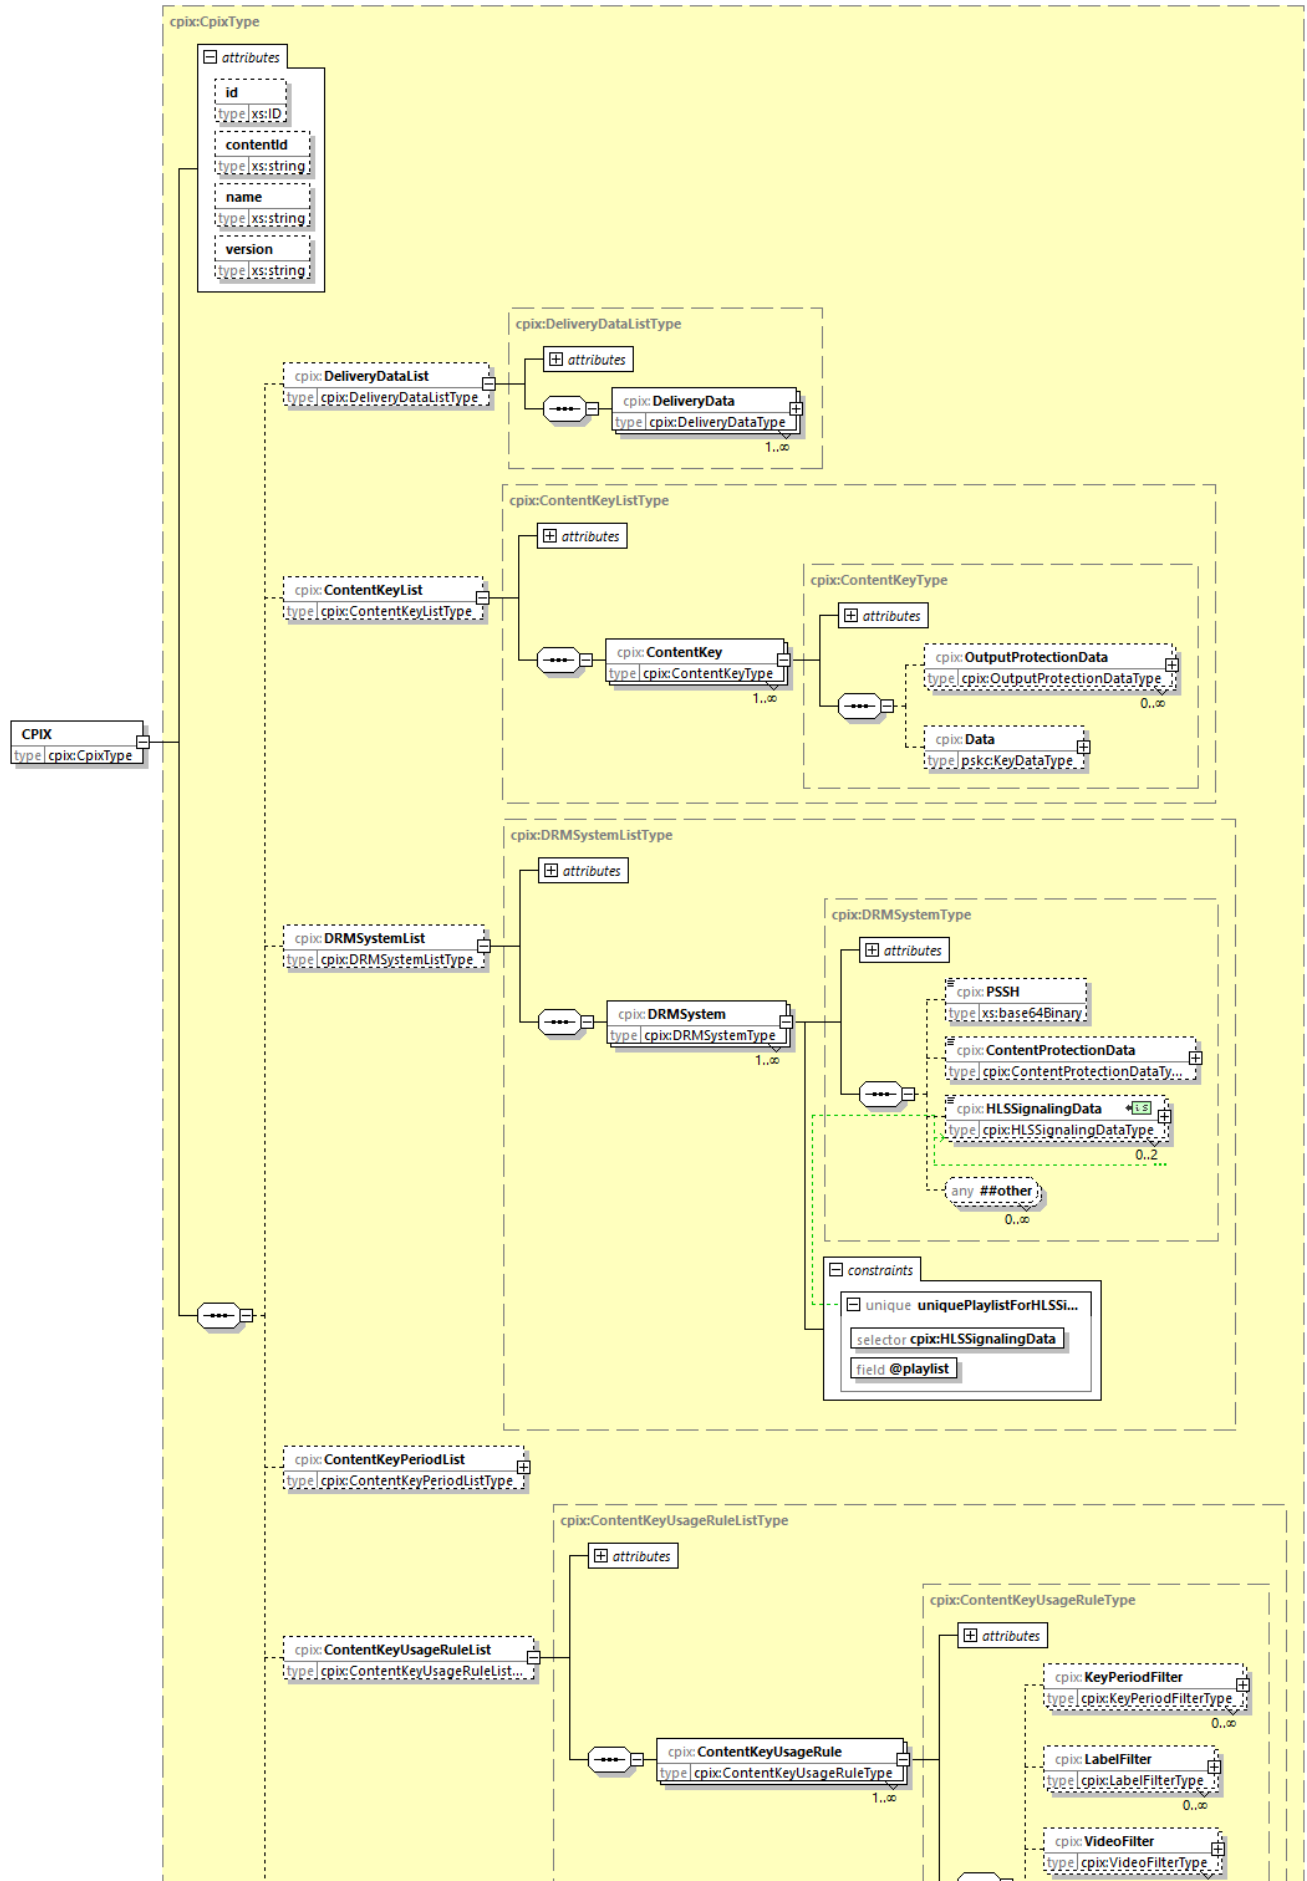 cpix:CpixType
attributes
id
type xs:ID
contentId
type xs:string
name
type xs:string
version
type xs:string
cpix:DeliveryDataListType
attributes
cpix:DeliveryDataList
type cpix:DeliveryDataListType
cpix:DeliveryData
type cpix:DeliveryDataType
1..∞
cpix:ContentKeyListType
attributes
cpix:ContentKeyList
type cpix:ContentKeyListType
cpix:ContentKeyType
attributes
cpix:ContentKey
type cpix:ContentKeyType
1..∞
cpix:OutputProtectionData
type cpix:OutputProtectionDataType
0..∞
cpix:Data
type pskc:KeyDataType
CPIX
type cpix:CpixType
cpix:DRMSystemListType
attributes
cpix:DRMSystemList
type cpix:DRMSystemListType
cpix:DRMSystemType
attributes
cpix:DRMSystem
type cpix:DRMSystemType
1..∞
cpix:PSSH
type xs:base64Binary
cpix:ContentProtectionData
type cpix:ContentProtectionDataTy...
cpix:HLSSignalingData
type cpix:HLSSignalingDataType
0..2
any ##other
0..∞
constraints
unique uniquePlaylistForHLSSi...
selector cpix:HLSSignalingData
field @playlist
cpix:ContentKeyPeriodList
type cpix:ContentKeyPeriodListType
cpix:ContentKeyUsageRuleListType
attributes
cpix:ContentKeyUsageRuleList
type cpix:ContentKeyUsageRuleList...
cpix:ContentKeyUsageRuleType
attributes
cpix:ContentKeyUsageRule
type cpix:ContentKeyUsageRuleType
1..∞
cpix:KeyPeriodFilter
type cpix:KeyPeriodFilterType
0..∞
cpix:LabelFilter
type cpix:LabelFilterType
0..∞
cpix:VideoFilter
type cpix:VideoFilterType